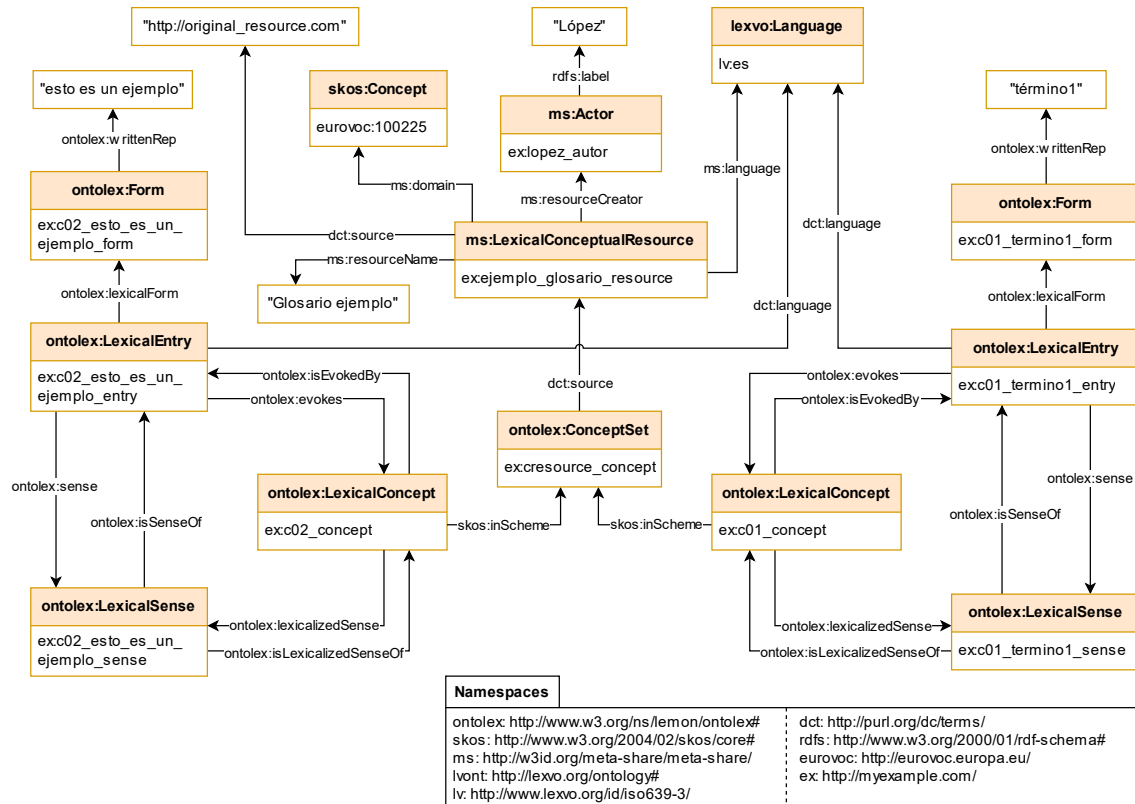 "http://original_resource.com"
"López"
lexvo:Language
lv:es
rdfs:label
"esto es un ejemplo"
skos:Concept
eurovoc:100225
ms:Actor
ex:lopez_autor
"término1"
ontolex:writtenRep
ms:language
ontolex:writtenRep
ontolex:Form
ex:c02_esto_es_un_
ejemplo_form
ms:domain
ms:resourceCreator
dct:language
ontolex:Form
ex:c01_termino1_form
dct:source
ms:LexicalConceptualResource
ex:ejemplo_glosario_resource
ms:resourceName
"Glosario ejemplo"
ontolex:lexicalForm
dct:language
ontolex:lexicalForm
ontolex:LexicalEntry
ex:c02_esto_es_un_
ejemplo_entry
ontolex:isEvokedBy
ontolex:evokes
dct:source
ontolex:evokes
ontolex:isEvokedBy
ontolex:LexicalEntry
ex:c01_termino1_entry
ontolex:ConceptSet
ex:cresource_concept
ontolex:sense
ontolex:isSenseOf
ontolex:LexicalConcept
ex:c02_concept
skos:inScheme
skos:inScheme
ontolex:LexicalConcept
ex:c01_concept
ontolex:sense
ontolex:isSenseOf
ontolex:LexicalSense
ex:c02_esto_es_un_
ejemplo_sense
ontolex:lexicalizedSense
ontolex:isLexicalizedSenseOf
ontolex:lexicalizedSense
ontolex:isLexicalizedSenseOf
ontolex:LexicalSense
ex:c01_termino1_sense
Namespaces
ontolex: http://www.w3.org/ns/lemon/ontolex#
skos: http://www.w3.org/2004/02/skos/core#
ms: http://w3id.org/meta-share/meta-share/
lvont: http://lexvo.org/ontology#
lv: http://www.lexvo.org/id/iso639-3/
dct: http://purl.org/dc/terms/
rdfs: http://www.w3.org/2000/01/rdf-schema#
eurovoc: http://eurovoc.europa.eu/
ex: http://myexample.com/